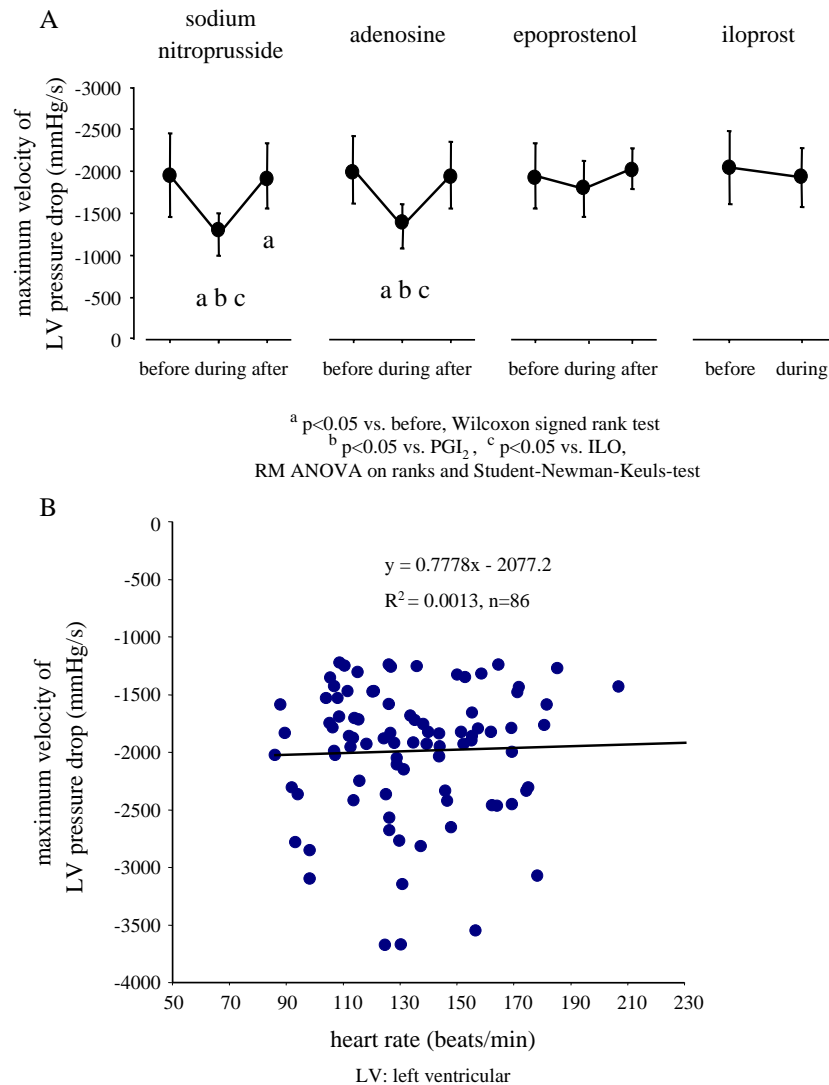 A
sodium nitroprusside
adenosine
epoprostenol
iloprost
maximum velocity of
LV pressure drop (mmHg/s)
-3000
-2500
-2000
-1500
-1000
-500
0
a b c
a
a b c
before during after
before during after
before during after
before during
a p<0.05 vs. before, Wilcoxon signed rank test
b p<0.05 vs. PGI2, c p<0.05 vs. ILO,
RM ANOVA on ranks and Student-Newman-Keuls-test
B
maximum velocity of
LV pressure drop (mmHg/s)
0
-500
-1000
-1500
-2000
-2500
-3000
-3500
-4000
y = 0.7778x - 2077.2
R2 = 0.0013, n=86
50 70 90 110 130 150 170 190 210 230
heart rate (beats/min)
LV: left ventricular